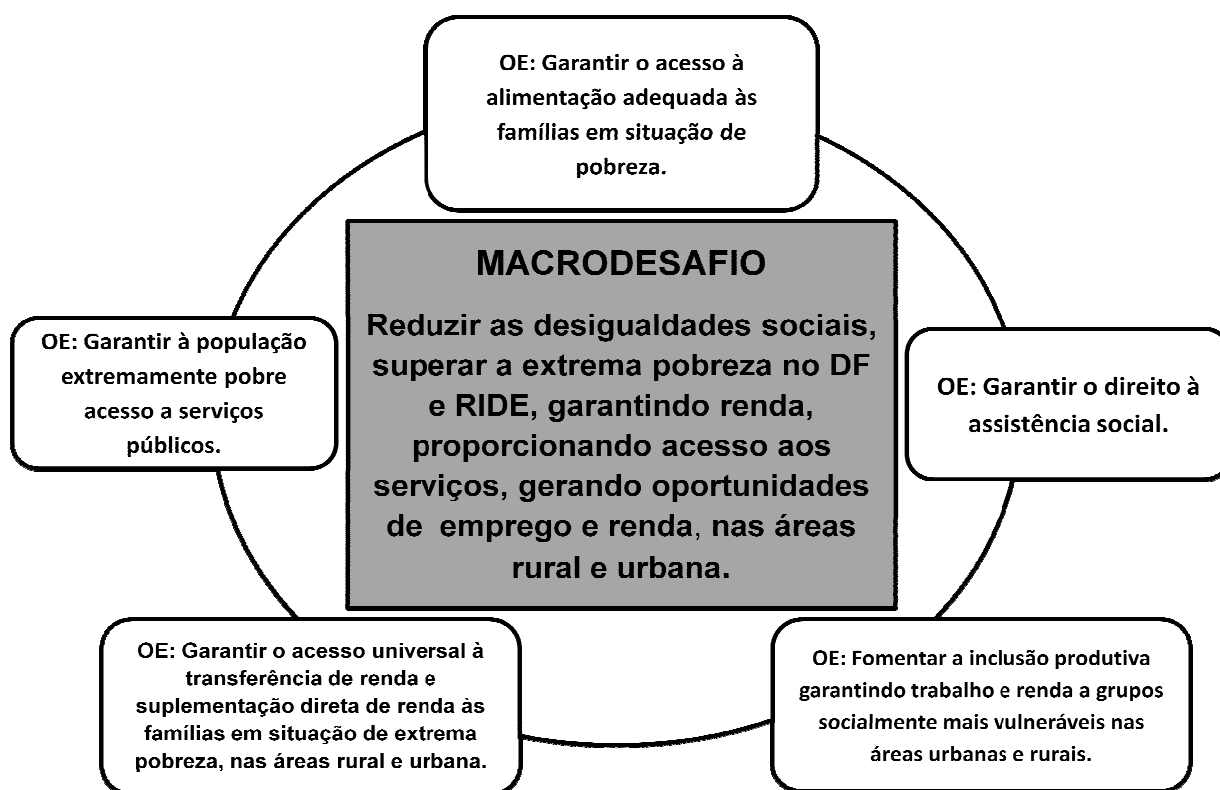 OE: Garantir o acesso à
alimentação adequada às
famílias em situação de
pobreza.
MACRODESAFIO
Reduzir as desigualdades sociais,
superar a extrema pobreza no DF
e RIDE, garantindo renda,
proporcionando acesso aos
serviços, gerando oportunidades
de emprego e renda, nas áreas
rural e urbana.
OE: Garantir à população
extremamente pobre
acesso a serviços
públicos.
OE: Garantir o direito à
assistência social.
OE: Garantir o acesso universal à
transferência de renda e
suplementação direta de renda às
famílias em situação de extrema
pobreza, nas áreas rural e urbana.
OE: Fomentar a inclusão produtiva
garantindo trabalho e renda a grupos
socialmente mais vulneráveis nas
áreas urbanas e rurais.